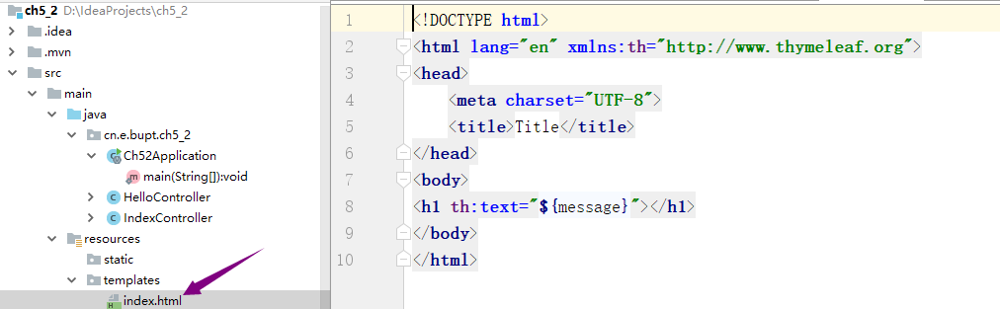 ch5_2 D:\IdeaProjects\ch5_2
.idea
.mvn
src
main
java
cn.e.bupt.ch5_2
Ch52Application
main(String[]):void
HelloController
IndexController
resources
static
templates
index.html
1 <!DOCTYPE html>
2 <html lang="en" xmlns:th="http://www.thymeleaf.org">
3 <head>
4 <meta charset="UTF-8">
5 <title>Title</title>
6 </head>
7 <body>
8 <h1 th:text="${message}"></h1>
9 </body>
10 </html>